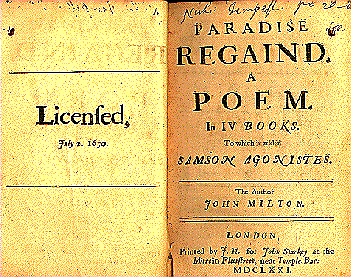 Licenſed,
July 2. 1670.
PARADISE
REGAIND.
A
POEM.
In IV BOOKS.
To which is added
SAMSON AGONISTES.
The Author
JOHN MILTON.
LONDON,
Printed by J. M. for John Starkey at the
Mitre in Fleetſtreet, near Temple-Bar.
MDCLXXI.